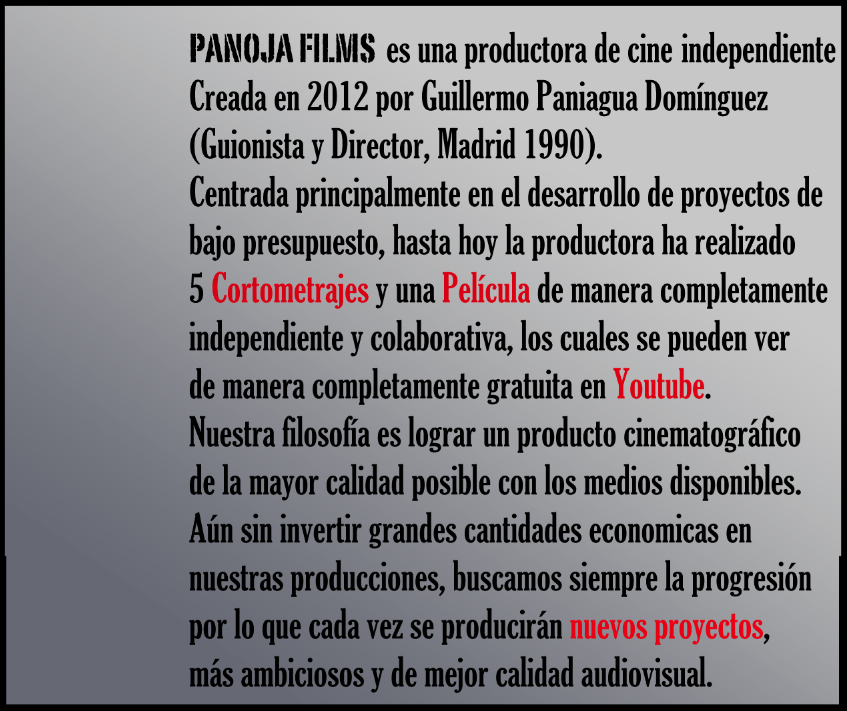 PANOJA FILMS es una productora de cine independiente
Creada en 2012 por Guillermo Paniagua Domínguez
(Guionista y Director, Madrid 1990).
Centrada principalmente en el desarrollo de proyectos de
bajo presupuesto, hasta hoy la productora ha realizado
5 Cortometrajes y una Película de manera completamente
independiente y colaborativa, los cuales se pueden ver
de manera completamente gratuita en Youtube.
Nuestra filosofía es lograr un producto cinematográfico
de la mayor calidad posible con los medios disponibles.
Aún sin invertir grandes cantidades economicas en
nuestras producciones, buscamos siempre la progresión
por lo que cada vez se producirán nuevos proyectos,
más ambiciosos y de mejor calidad audiovisual.